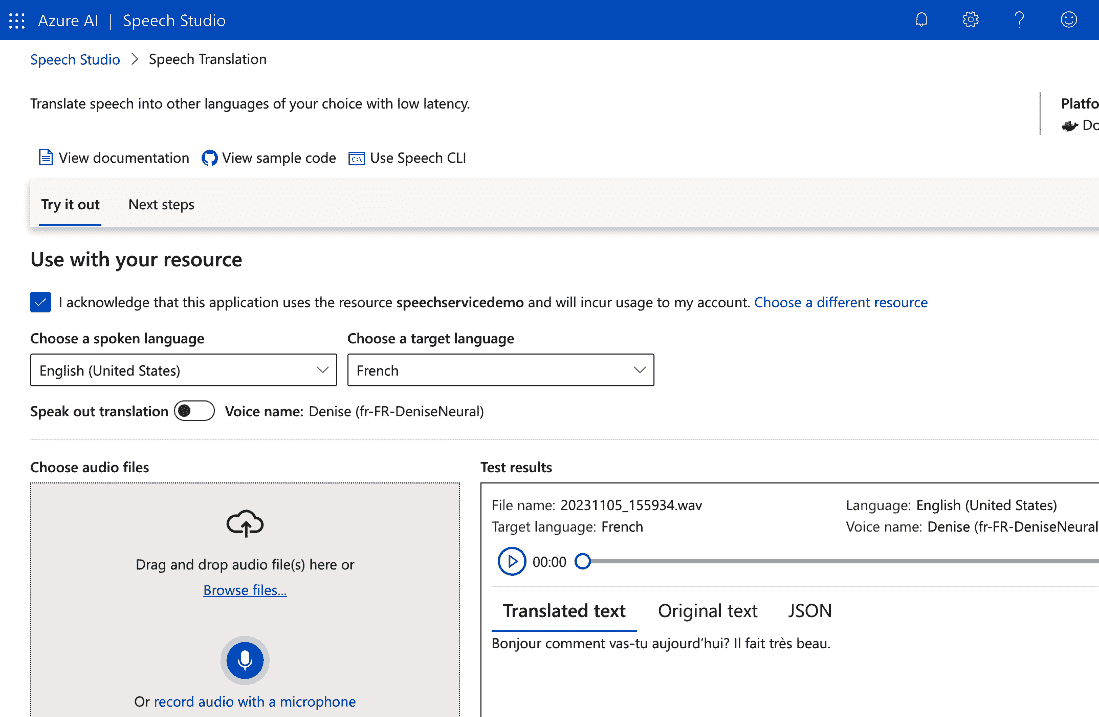 Azure AI | Speech Studio
Speech Studio > Speech Translation
Translate speech into other languages of your choice with low latency.
View documentation View sample code Use Speech CLI
Try it out Next steps
Use with your resource
I acknowledge that this application uses the resource speechservicedemo and will incur usage to my account. Choose a different resource
Choose a spoken language Choose a target language
English (United States) French
Speak out translation Voice name: Denise (fr-FR-DeniseNeural)
Choose audio files
Drag and drop audio file(s) here or
Browse files...
Or record audio with a microphone
Test results
File name: 20231105_155934.wav Language: English (United States)
Target language: French Voice name: Denise (fr-FR-DeniseNeural
00:00
Translated text Original text JSON
Bonjour comment vas-tu aujourd'hui? Il fait très beau.